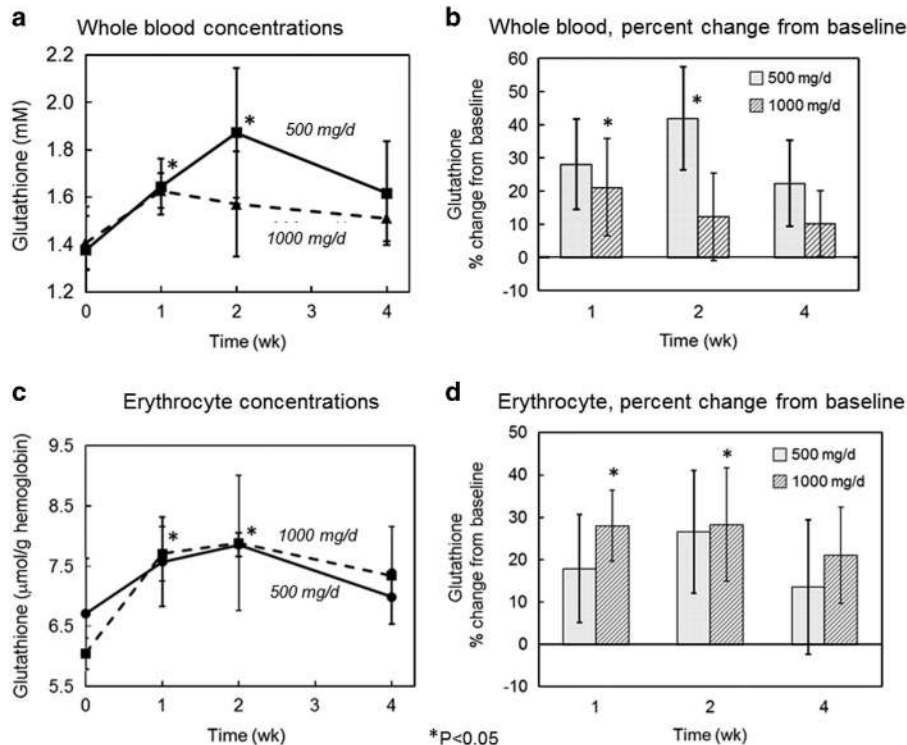 a
Whole blood concentrations
2.2
2.0
1.8
1.6
1.4
1.2
Glutathione (mM)
*
*
500 mg/d
1000 mg/d
0
1
2
3
4
Time (wk)
b
Whole blood, percent change from baseline
60
50
40
30
20
10
0
-10
Glutathione
% change from baseline
*
*
500 mg/d
1000 mg/d
1
2
4
Time (wk)
c
Erythrocyte concentrations
9.5
8.5
7.5
6.5
5.5
Glutathione (μmol/g hemoglobin)
*
*
1000 mg/d
500 mg/d
0
1
2
3
4
Time (wk)
d
Erythrocyte, percent change from baseline
50
40
30
20
10
0
-10
Glutathione
% change from baseline
*
*
500 mg/d
1000 mg/d
1
2
4
Time (wk)
*P<0.05